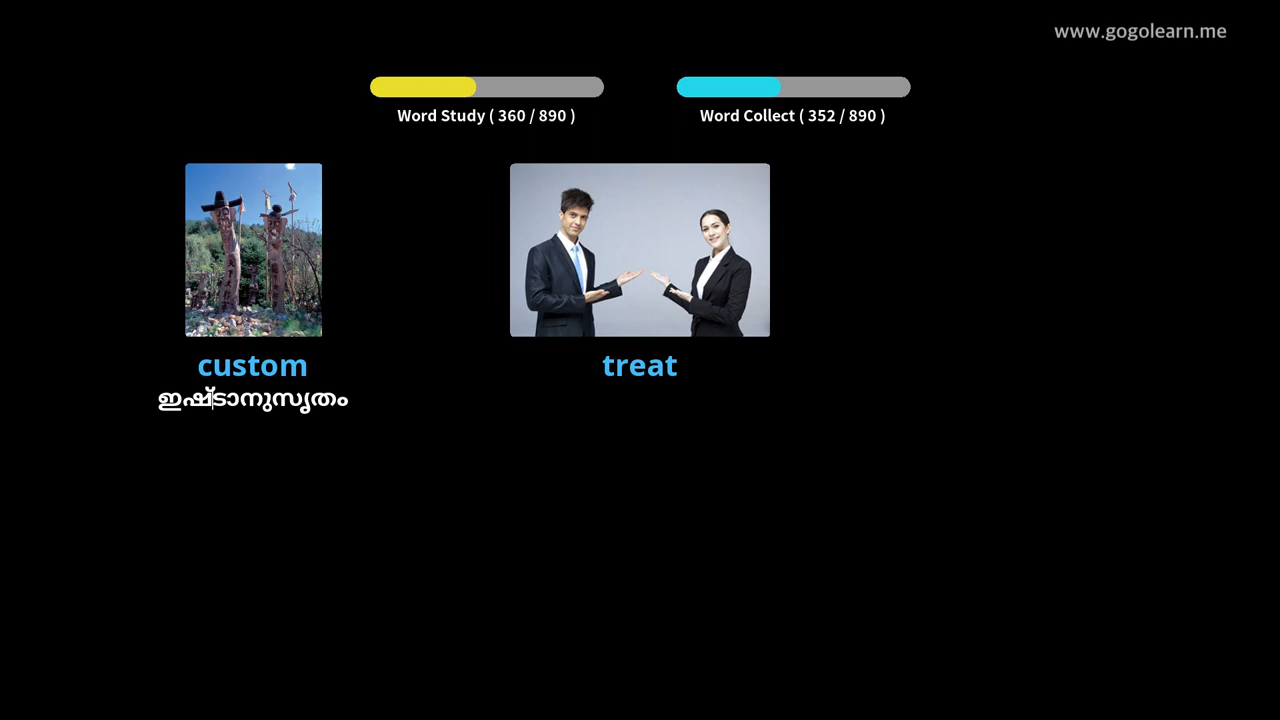 www.gogolearn.me
Word Study ( 360 / 890 )
Word Collect ( 352 / 890 )
custom
treat
ഇഷ്ടാനുസൃതം